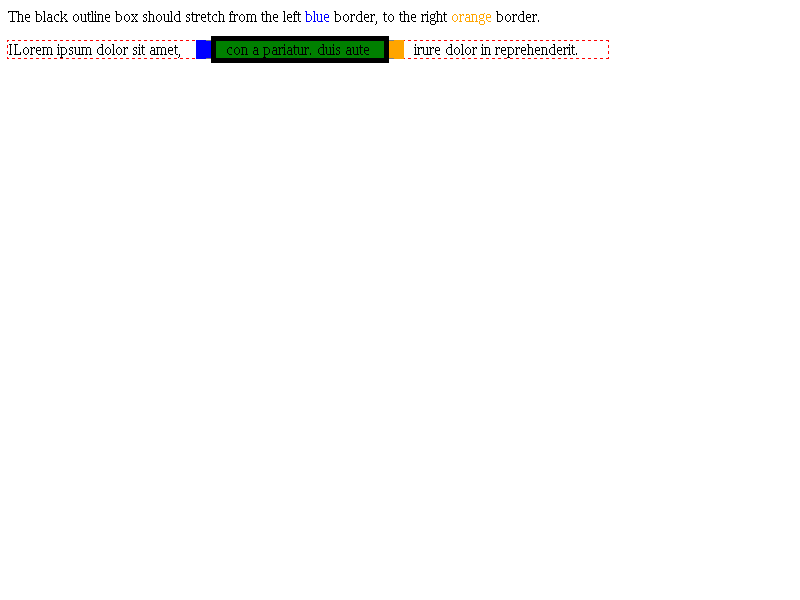 The black outline box should stretch from the left blue border, to the right orange border.
Lorem ipsum dolor sit amet, con a pariatur. duis aute irure dolor in reprehenderit.